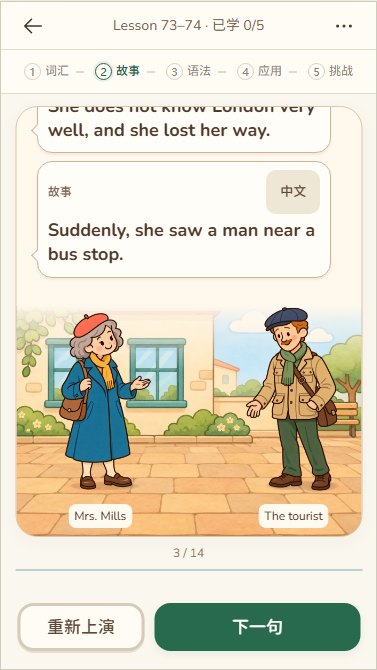 Lesson 73–74 · 已学 0/5
1 词汇 2 故事 3 语法 4 应用 5 挑战
She does not know London very
well, and she lost her way.
故事
中文
Suddenly, she saw a man near a
bus stop.
Mrs. Mills
The tourist
3 / 14
重新上演
下一句